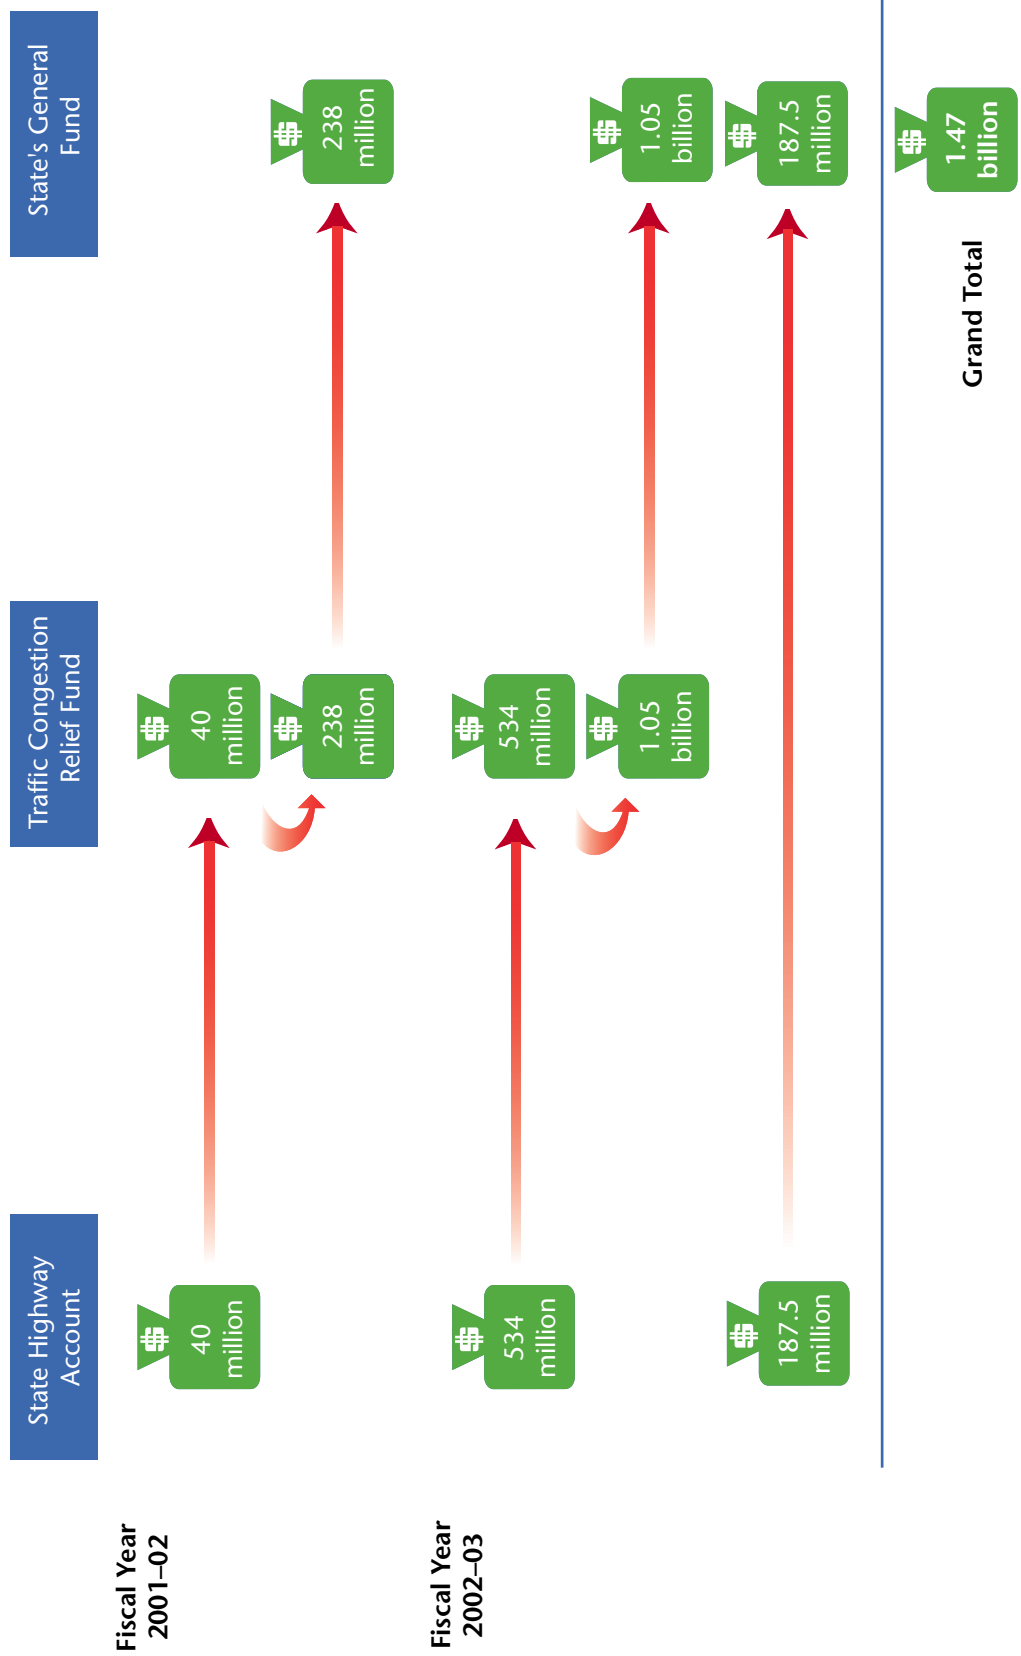 State Highway
Account
Traffic Congestion
Relief Fund
State's General
Fund
Fiscal Year
2001–02
$
40
million
$
40
million
$
238
million
$
238
million
Fiscal Year
2002–03
$
534
million
$
534
million
$
1.05
billion
$
1.05
billion
$
187.5
million
$
187.5
million
Grand Total
$
1.47
billion